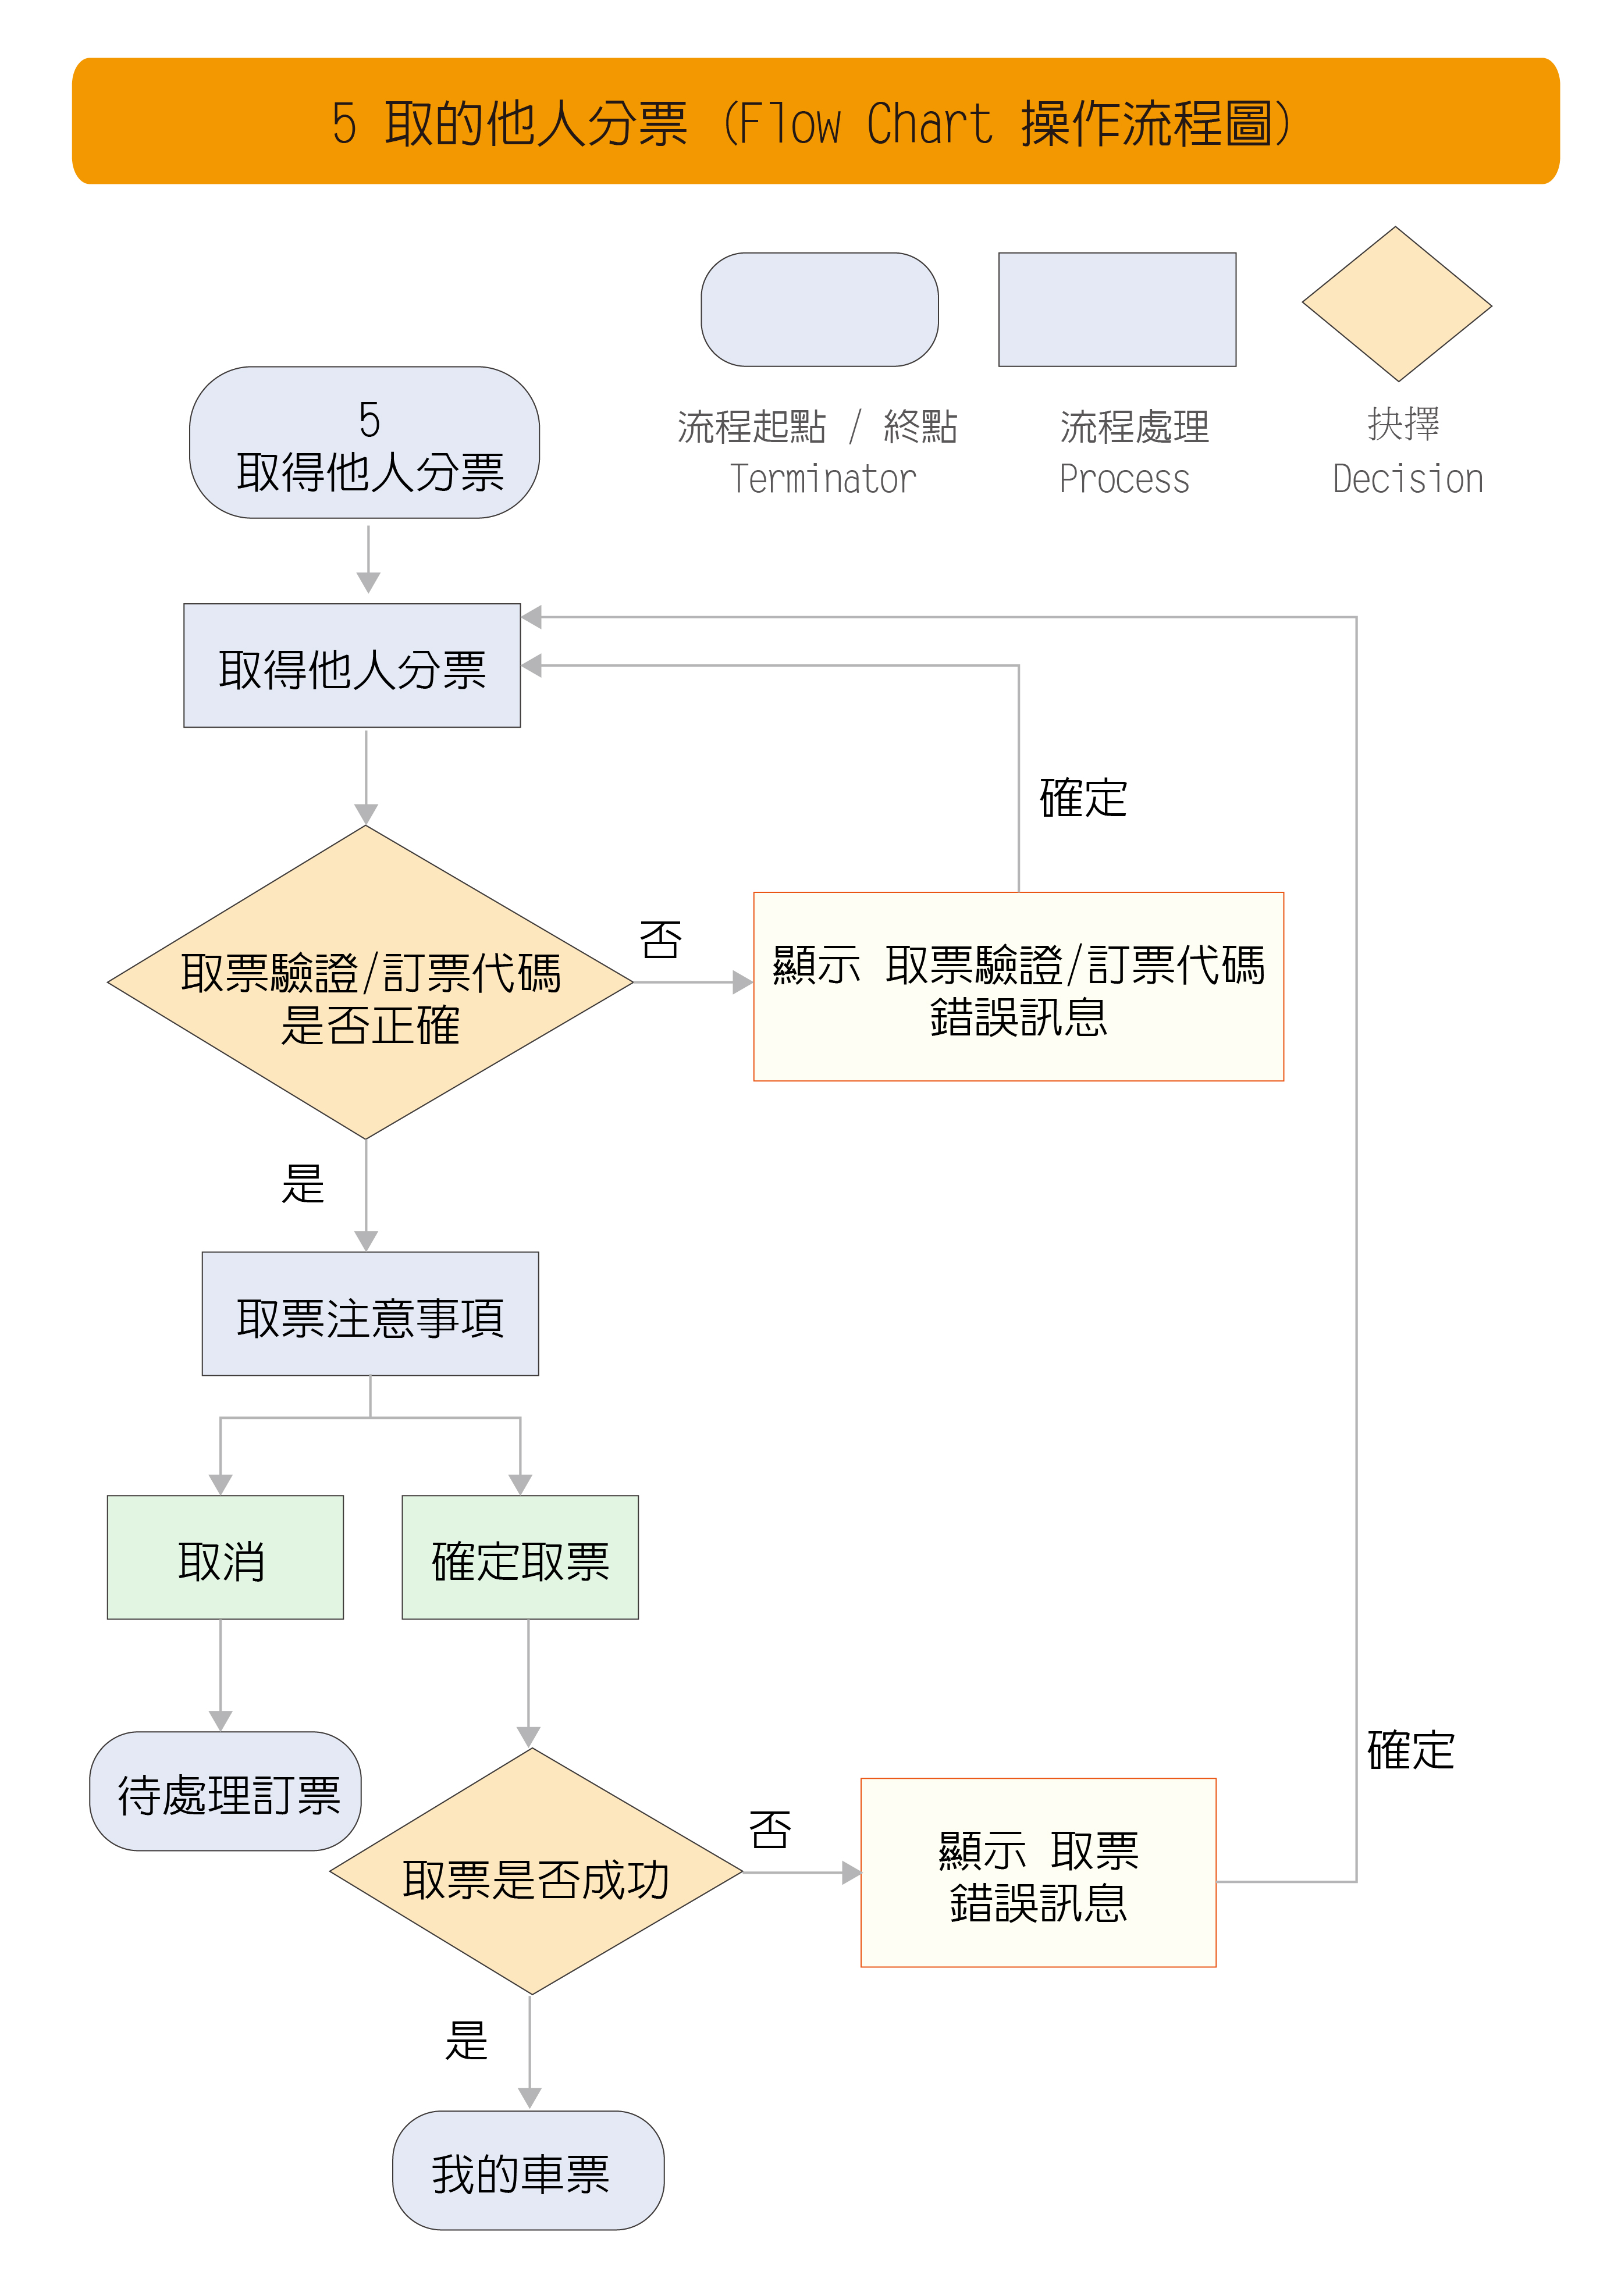 5 取的他人分票 (Flow Chart 操作流程圖)
流程起點 / 終點
Terminator
流程處理
Process
抉擇
Decision
5
取得他人分票
取得他人分票
確定
取票驗證/訂票代碼
是否正確
否
顯示 取票驗證/訂票代碼
錯誤訊息
是
取票注意事項
取消
確定取票
待處理訂票
確定
取票是否成功
否
顯示 取票
錯誤訊息
是
我的車票